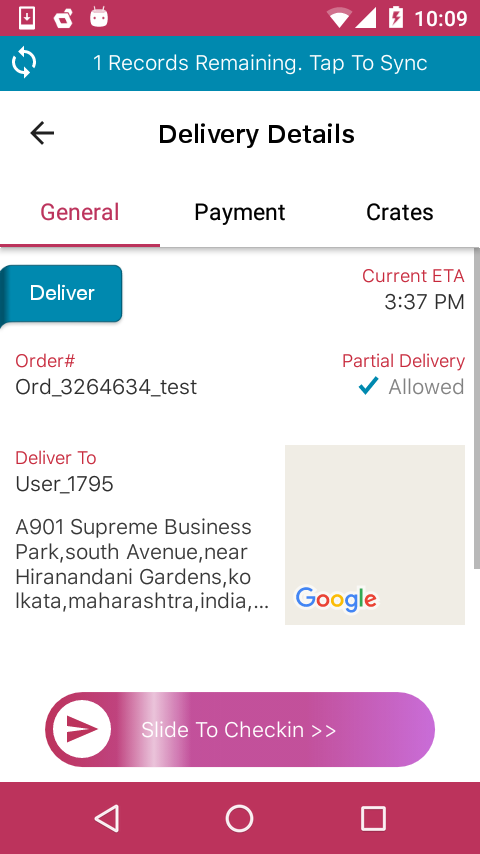 10:09
1 Records Remaining. Tap To Sync
Delivery Details
General Payment Crates
Deliver
Current ETA
3:37 PM
Order#
Ord_3264634_test
Partial Delivery
Allowed
Deliver To
User_1795
A901 Supreme Business
Park,south Avenue,near
Hiranandani Gardens,ko
lkata,maharashtra,india,...
Google
Slide To Checkin >>